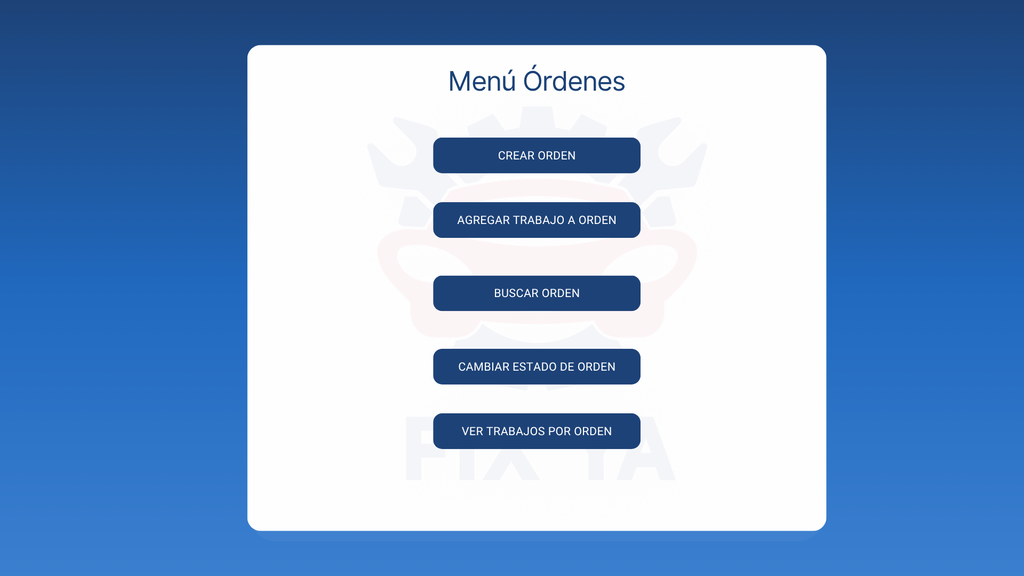 Menú Órdenes
CREAR ORDEN
AGREGAR TRABAJO A ORDEN
BUSCAR ORDEN
CAMBIAR ESTADO DE ORDEN
VER TRABAJOS POR ORDEN
FIX YA